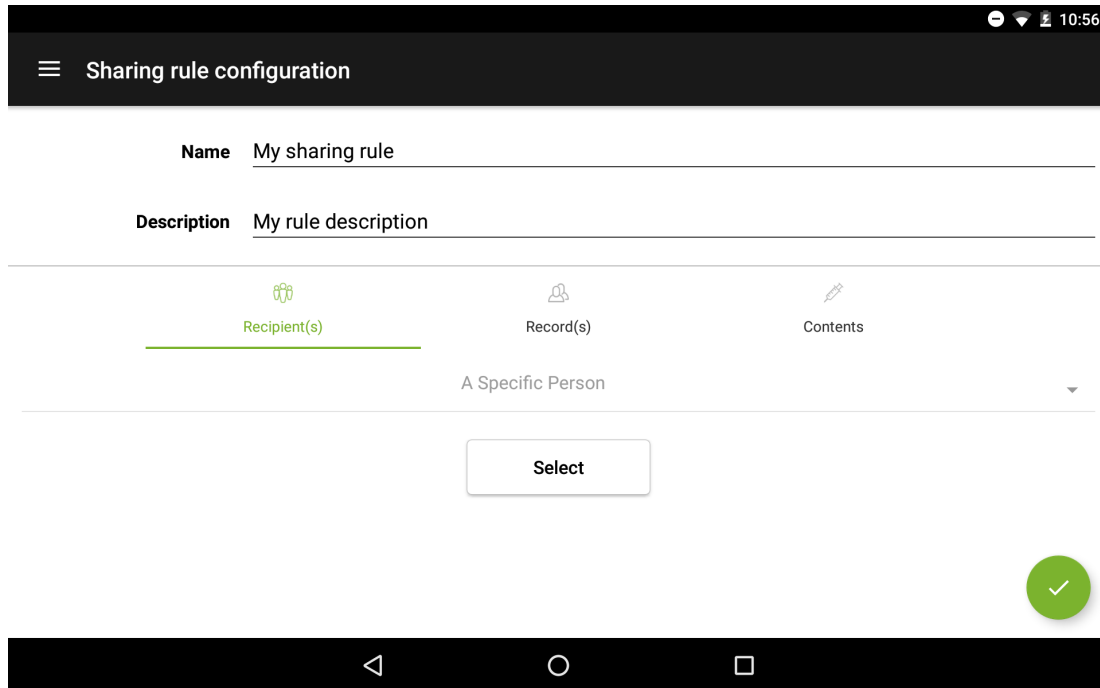 10:56
Sharing rule configuration
Name My sharing rule
Description My rule description
Recipient(s) Record(s) Contents
A Specific Person
Select